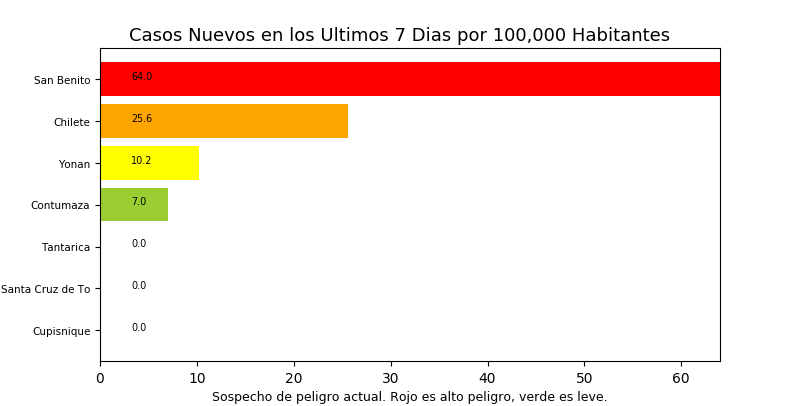 Casos Nuevos en los Ultimos 7 Dias por 100,000 Habitantes
San Benito 64.0
Chilete 25.6
Yonan 10.2
Contumaza 7.0
Tantarica 0.0
Santa Cruz de To 0.0
Cupisnique 0.0
0 10 20 30 40 50 60
Sospecho de peligro actual. Rojo es alto peligro, verde es leve.